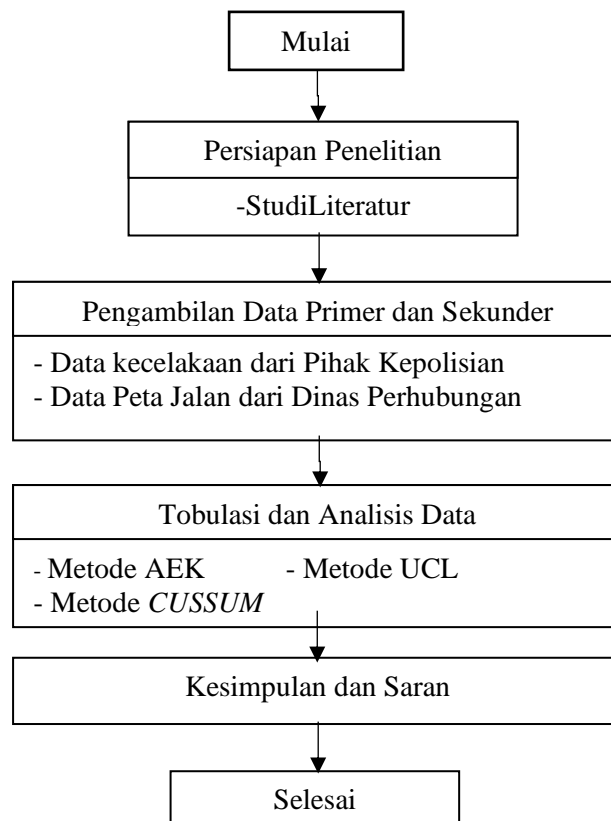 Mulai
Persiapan Penelitian
-StudiLiteratur
Pengambilan Data Primer dan Sekunder
- Data kecelakaan dari Pihak Kepolisian
- Data Peta Jalan dari Dinas Perhubungan
Tobulasi dan Analisis Data
- Metode AEK - Metode UCL
- Metode CUSSUM
Kesimpulan dan Saran
Selesai